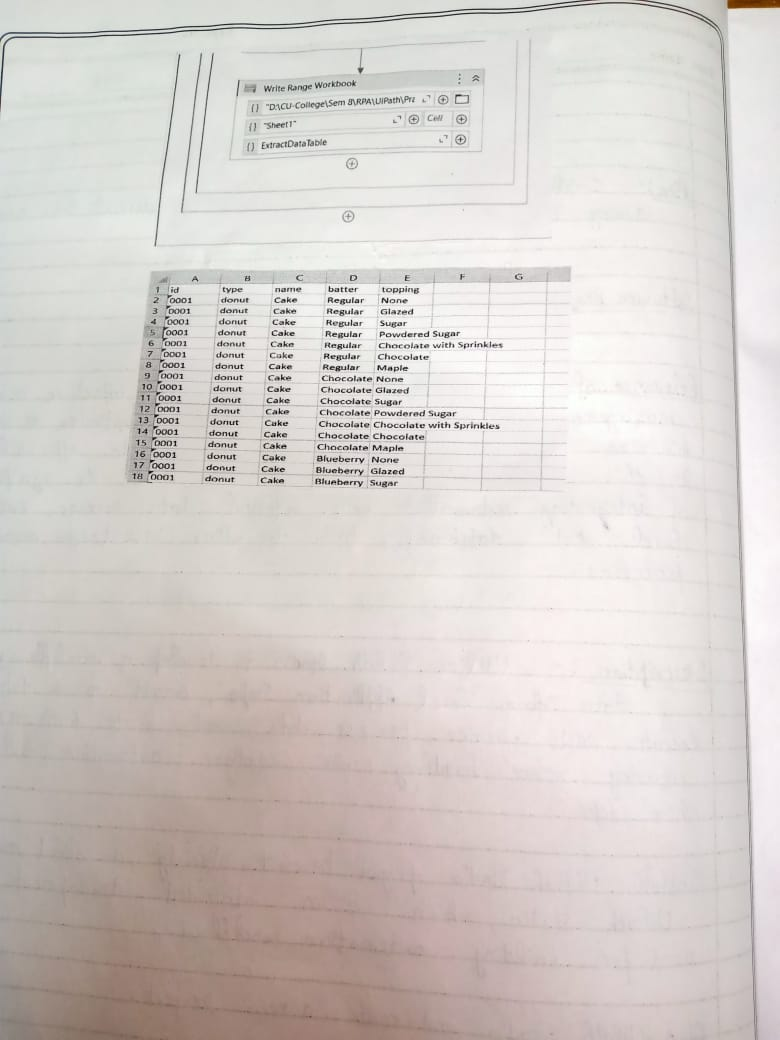 Write Range Workbook
"D:\CU-College\Sem 8\RPA\UiPath\Pra
"Sheet1" Cell
ExtractDataTable
A B C D E F G
1 id type name batter topping
2 0001 donut Cake Regular None
3 0001 donut Cake Regular Glazed
4 0001 donut Cake Regular Sugar
5 0001 donut Cake Regular Powdered Sugar
6 0001 donut Cake Regular Chocolate with Sprinkles
7 0001 donut Cake Regular Chocolate
8 0001 donut Cake Regular Maple
9 0001 donut Cake Chocolate None
10 0001 donut Cake Chocolate Glazed
11 0001 donut Cake Chocolate Sugar
12 0001 donut Cake Chocolate Powdered Sugar
13 0001 donut Cake Chocolate Chocolate with Sprinkles
14 0001 donut Cake Chocolate Chocolate
15 0001 donut Cake Chocolate Maple
16 0001 donut Cake Blueberry None
17 0001 donut Cake Blueberry Glazed
18 0001 donut Cake Blueberry Sugar